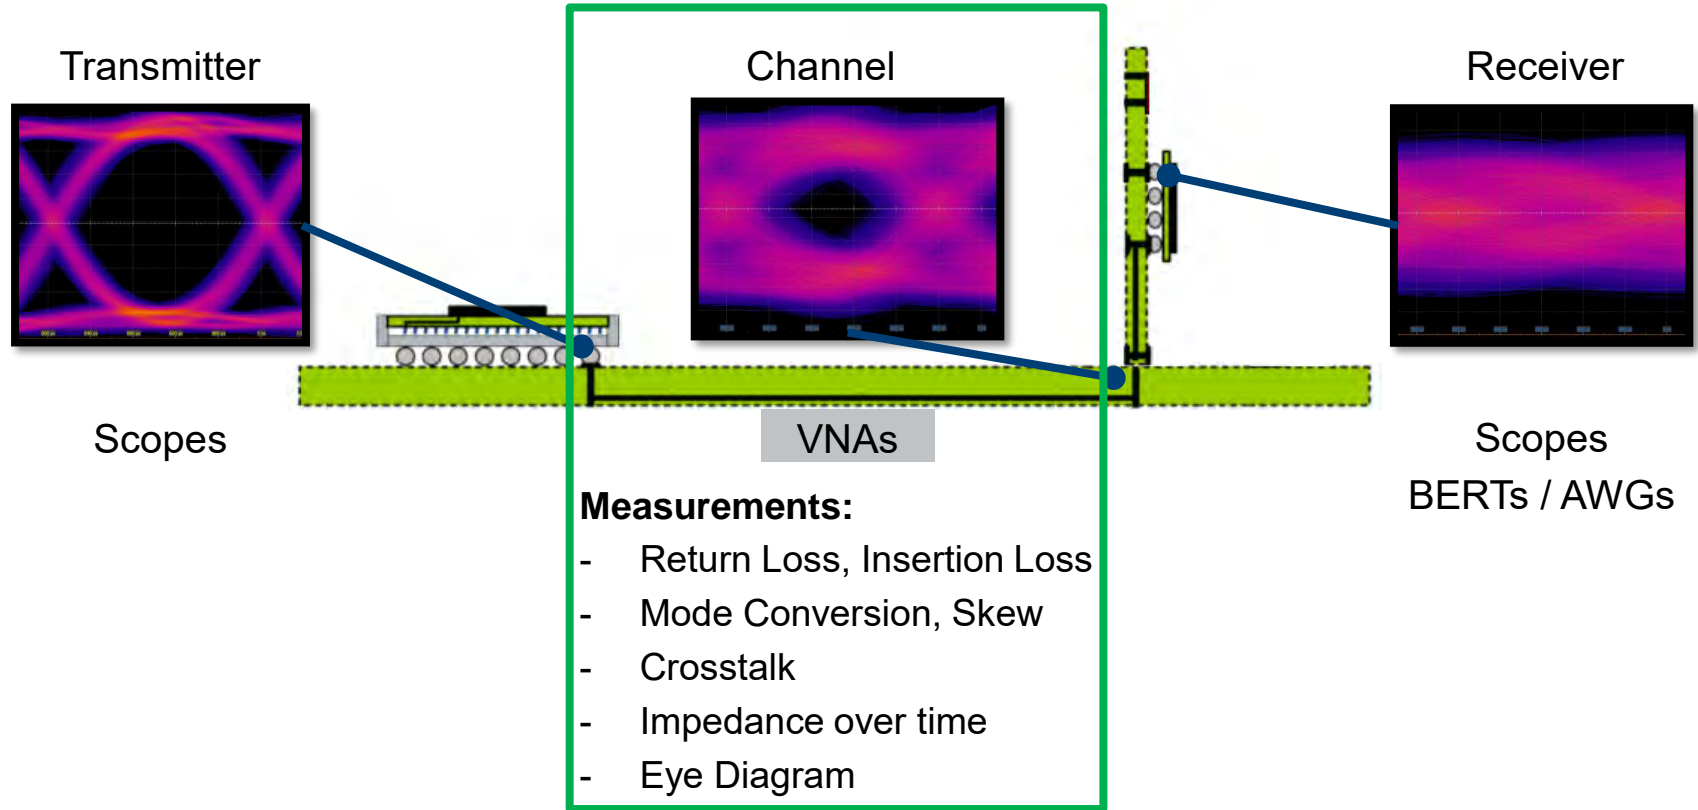 Transmitter
Channel
Receiver
Scopes
VNAs
Scopes
BERTs / AWGs
Measurements:
- Return Loss, Insertion Loss
- Mode Conversion, Skew
- Crosstalk
- Impedance over time
- Eye Diagram